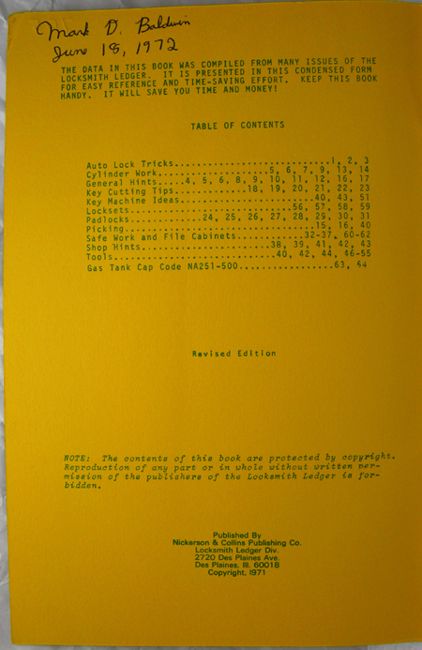 Mark D. Baldwin
June 18, 1972
THE DATA IN THIS BOOK WAS COMPILED FROM MANY ISSUES OF THE
LOCKSMITH LEDGER. IT IS PRESENTED IN THIS CONDENSED FORM
FOR EASY REFERENCE AND TIME-SAVING EFFORT. KEEP THIS BOOK
HANDY. IT WILL SAVE YOU TIME AND MONEY!
TABLE OF CONTENTS
Auto Lock Tricks..............................1, 2, 3
Cylinder Work....................5, 6, 7, 9, 13, 14
General Hints....4, 5, 6, 8, 9, 10, 11, 12, 16, 17
Key Cutting Tips..............18, 19, 20, 21, 22, 23
Key Machine Ideas..........................40, 43, 51
Locksets................................56, 57, 58, 59
Padlocks..............24, 25, 26, 27, 28, 29, 30, 31
Picking....................................15, 16, 40
Safe Work and File Cabinets.............32-37, 60-62
Shop Hints........................38, 39, 41, 42, 43
Tools..............................40, 42, 44, 46-55
Gas Tank Cap Code NA251-500..................63, 64
Revised Edition
NOTE: The contents of this book are protected by copyright.
Reproduction of any part or in whole without written per-
mission of the publishers of the Locksmith Ledger is for-
bidden.
Published By
Nickerson & Collins Publishing Co.
Locksmith Ledger Div.
2720 Des Plaines Ave.
Des Plaines, Ill. 60018
Copyright, 1971